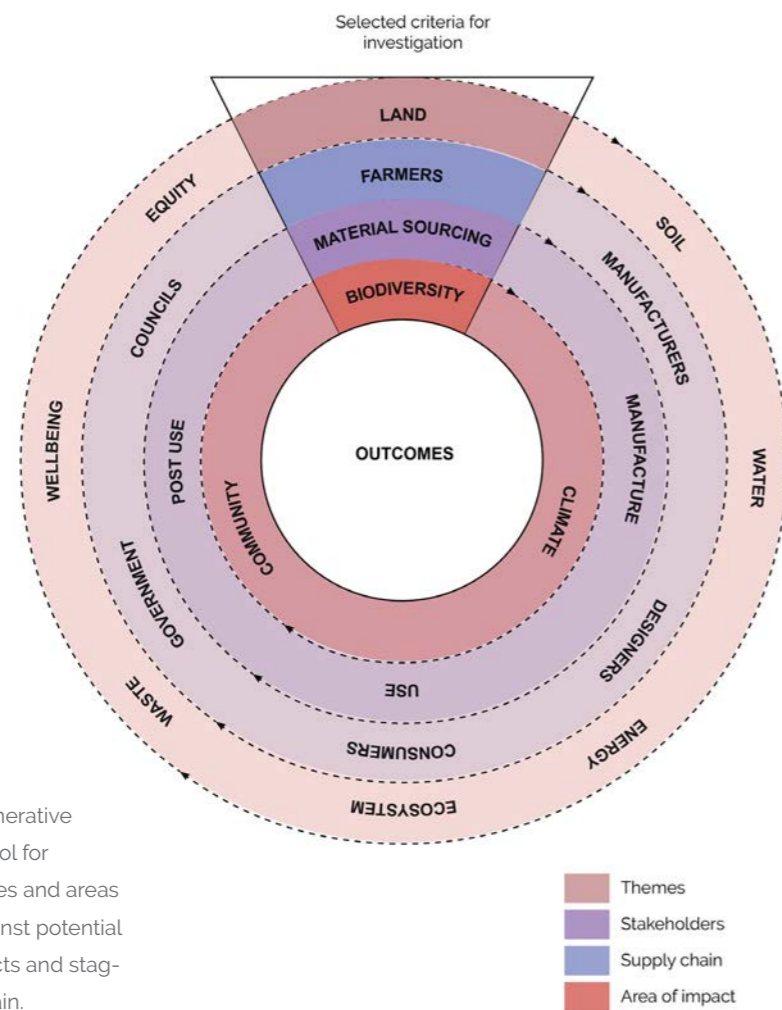 Selected criteria for
investigation
LAND
FARMERS
MATERIAL SOURCING
BIODIVERSITY
OUTCOMES
EQUITY
SOIL
COUNCILS
MANUFACTURERS
WELLBEING
POST USE
MANUFACTURE
WATER
COMMUNITY
CLIMATE
GOVERNMENT
DESIGNERS
WASTE
USE
ENERGY
CONSUMERS
ECOSYSTEM
nerative
ol for
es and areas
nst potential
cts and stag-
ain.
Themes
Stakeholders
Supply chain
Area of impact